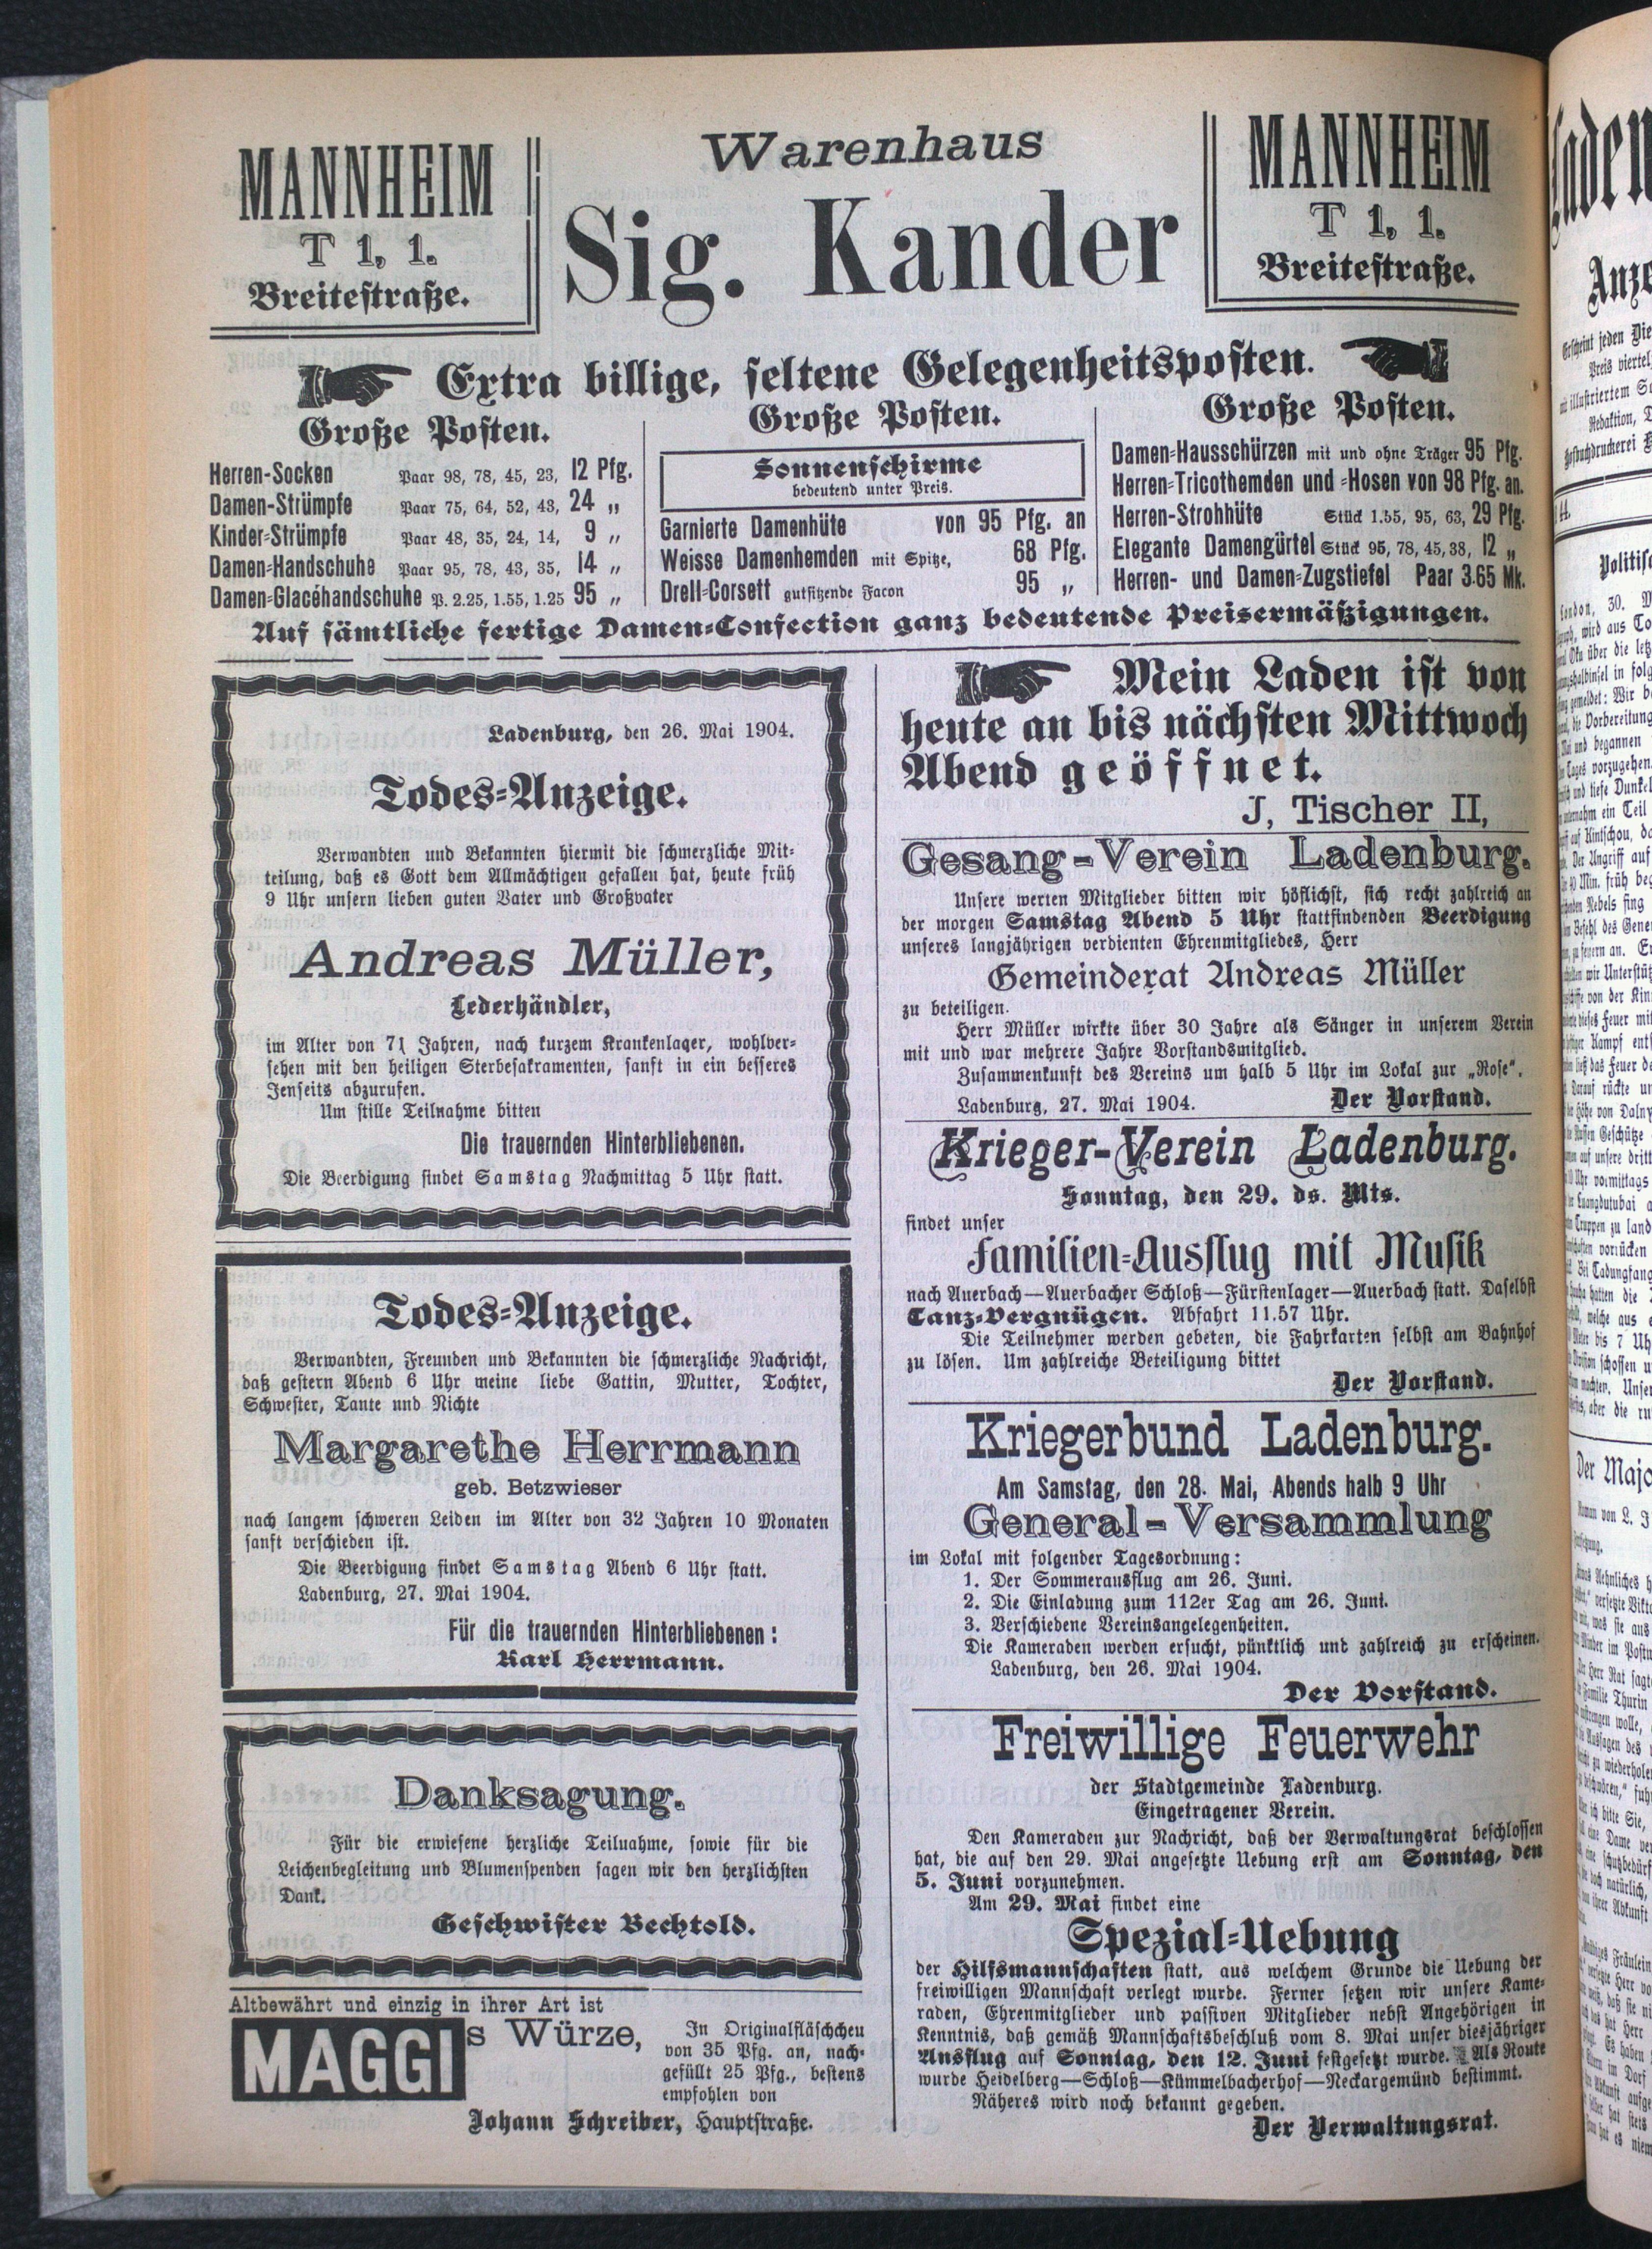 MANNHEIM
T 1, 1.
Breitestraße.
Warenhaus
Sig. Kander
MANNHEIM
T 1, 1.
Breitestraße.
Extra billige, seltene Gelegenheitsposten.
Große Posten.
Herren-Socken Paar 98, 78, 45, 23, 12 Pfg.
Damen-Strümpfe Paar 75, 64, 52, 43, 24 „
Kinder-Strümpfe Paar 48, 35, 24, 14, 9 „
Damen-Handschuhe Paar 95, 78, 43, 35, 14 „
Damen-Glacéhandschuhe P. 2.25, 1.55, 1.25 95 „
Große Posten.
Sonnenschirme
bedeutend unter Preis.
Garnierte Damenhüte von 95 Pfg. an
Weisse Damenhemden mit Spitze, 68 Pfg.
Drell-Corsett gutsitzende Facon 95 „
Große Posten.
Damen-Hausschürzen mit und ohne Träger 95 Pfg.
Herren-Tricothemden und -Hosen von 98 Pfg. an.
Herren-Strohhüte Stück 1.55, 95, 63, 29 Pfg.
Elegante Damengürtel Stück 95, 78, 45, 38, 12 „
Herren- und Damen-Zugstiefel Paar 3.65 Mk.
Auf sämtliche fertige Damen-Confection ganz bedeutende Preisermäßigungen.
Ladenburg, den 26. Mai 1904.
Todes-Anzeige.
Verwandten und Bekannten hiermit die schmerzliche Mit-
teilung, daß es Gott dem Allmächtigen gefallen hat, heute früh
9 Uhr unsern lieben guten Vater und Großvater
Andreas Müller,
Lederhändler,
im Alter von 71 Jahren, nach kurzem Krankenlager, wohlver-
sehen mit den heiligen Sterbesakramenten, sanft in ein besseres
Jenseits abzurufen.
Um stille Teilnahme bitten
Die trauernden Hinterbliebenen.
Die Beerdigung findet Samstag Nachmittag 5 Uhr statt.
Todes-Anzeige.
Verwandten, Freunden und Bekannten die schmerzliche Nachricht,
daß gestern Abend 6 Uhr meine liebe Gattin, Mutter, Tochter,
Schwester, Tante und Nichte
Margarethe Herrmann
geb. Betzwieser
nach langem schweren Leiden im Alter von 32 Jahren 10 Monaten
sanft verschieden ist.
Die Beerdigung findet Samstag Abend 6 Uhr statt.
Ladenburg, 27. Mai 1904.
Für die trauernden Hinterbliebenen:
Karl Herrmann.
Danksagung.
Für die erwiesene herzliche Teilnahme, sowie für die
Leichenbegleitung und Blumenspenden sagen wir den herzlichsten
Dank.
Geschwister Bechtold.
Altbewährt und einzig in ihrer Art ist
MAGGIs Würze,
In Originalfläschchen
von 35 Pfg. an, nach-
gefüllt 25 Pfg., bestens
empfohlen von
Johann Schreiber, Hauptstraße.
Mein Laden ist von
heute an bis nächsten Mittwoch
Abend geöffnet.
J, Tischer II,
Gesang-Verein Ladenburg.
Unsere werten Mitglieder bitten wir höflichst, sich recht zahlreich an
der morgen Samstag Abend 5 Uhr stattfindenden Beerdigung
unseres langjährigen verdienten Ehrenmitgliedes, Herr
Gemeinderat Andreas Müller
zu beteiligen.
Herr Müller wirkte über 30 Jahre als Sänger in unserem Verein
mit und war mehrere Jahre Vorstandsmitglied.
Zusammenkunft des Vereins um halb 5 Uhr im Lokal zur „Rose".
Ladenburg, 27. Mai 1904. Der Vorstand.
Krieger-Verein Ladenburg.
Sonntag, den 29. ds. Mts.
findet unser
Familien-Ausflug mit Musik
nach Auerbach—Auerbacher Schloß—Fürstenlager—Auerbach statt. Daselbst
Tanz-Vergnügen. Abfahrt 11.57 Uhr.
Die Teilnehmer werden gebeten, die Fahrkarten selbst am Bahnhof
zu lösen. Um zahlreiche Beteiligung bittet
Der Vorstand.
Kriegerbund Ladenburg.
Am Samstag, den 28. Mai, Abends halb 9 Uhr
General-Versammlung
im Lokal mit folgender Tagesordnung:
1. Der Sommerausflug am 26. Juni.
2. Die Einladung zum 112er Tag am 26. Juni.
3. Verschiedene Vereinsangelegenheiten.
Die Kameraden werden ersucht, pünktlich und zahlreich zu erscheinen.
Ladenburg, den 26. Mai 1904.
Der Vorstand.
Freiwillige Feuerwehr
der Stadtgemeinde Ladenburg.
Eingetragener Verein.
Den Kameraden zur Nachricht, daß der Verwaltungsrat beschlossen
hat, die auf den 29. Mai angesetzte Uebung erst am Sonntag, den
5. Juni vorzunehmen.
Am 29. Mai findet eine
Spezial-Uebung
der Hilfsmannschaften statt, aus welchem Grunde die Uebung der
freiwilligen Mannschaft verlegt wurde. Ferner setzen wir unsere Kame-
raden, Ehrenmitglieder und passiven Mitglieder nebst Angehörigen in
Kenntnis, daß gemäß Mannschaftsbeschluß vom 8. Mai unser diesjähriger
Ausflug auf Sonntag, den 12. Juni festgesetzt wurde. Als Route
wurde Heidelberg—Schloß—Kümmelbacherhof—Neckargemünd bestimmt.
Näheres wird noch bekannt gegeben.
Der Verwaltungsrat.